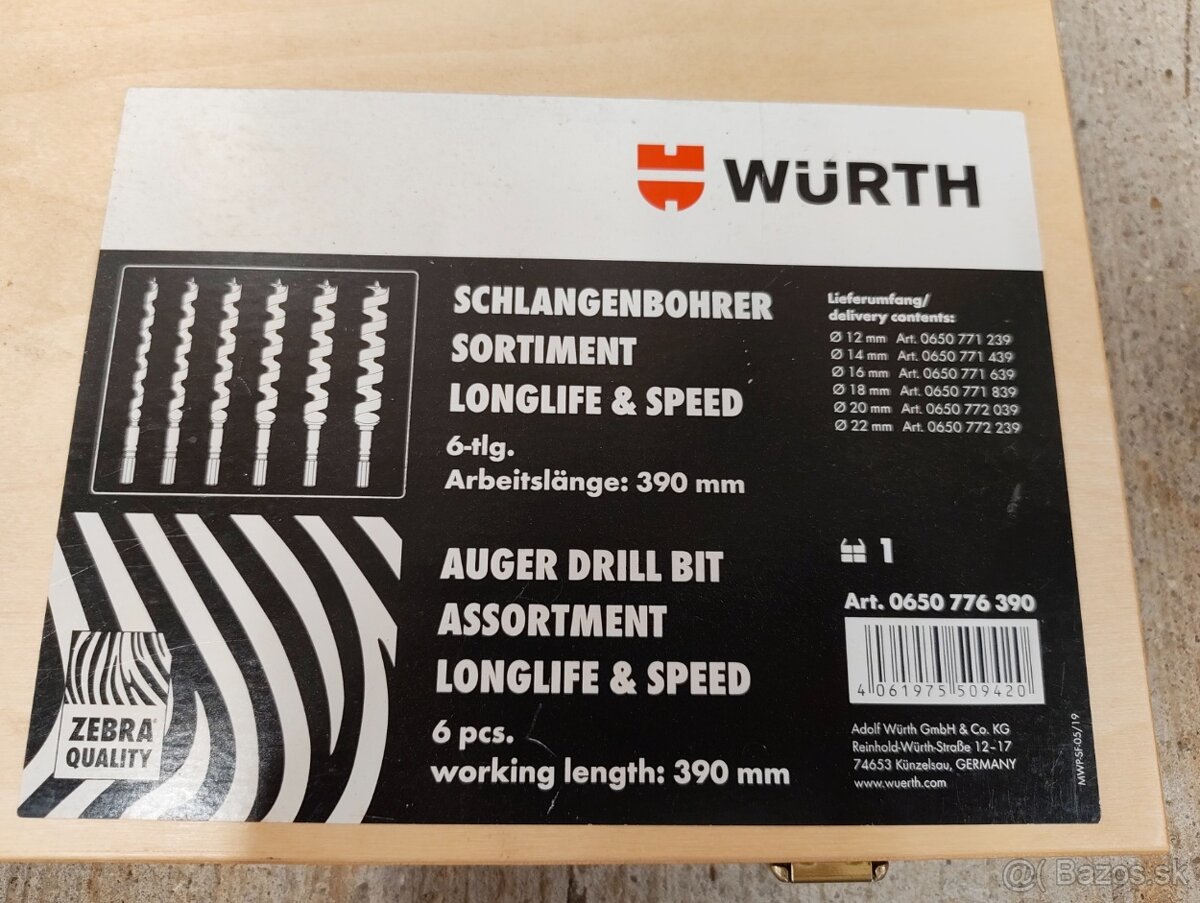 WÜRTH
SCHLANGENBOHRER
SORTIMENT
LONGLIFE & SPEED
6-tlg.
Arbeitslänge: 390 mm
AUGER DRILL BIT
ASSORTMENT
LONGLIFE & SPEED
6 pcs.
working length: 390 mm
Lieferumfang/
delivery contents:
Ø 12 mm Art. 0650 771 239
Ø 14 mm Art. 0650 771 439
Ø 16 mm Art. 0650 771 639
Ø 18 mm Art. 0650 771 839
Ø 20 mm Art. 0650 772 039
Ø 22 mm Art. 0650 772 239
1
Art. 0650 776 390
4 061975 509420
Adolf Würth GmbH & Co. KG
Reinhold-Würth-Straße 12-17
74653 Künzelsau, GERMANY
www.wuerth.com
MWP-SF-05/19
ZEBRA®
QUALITY
@( Bazos.sk